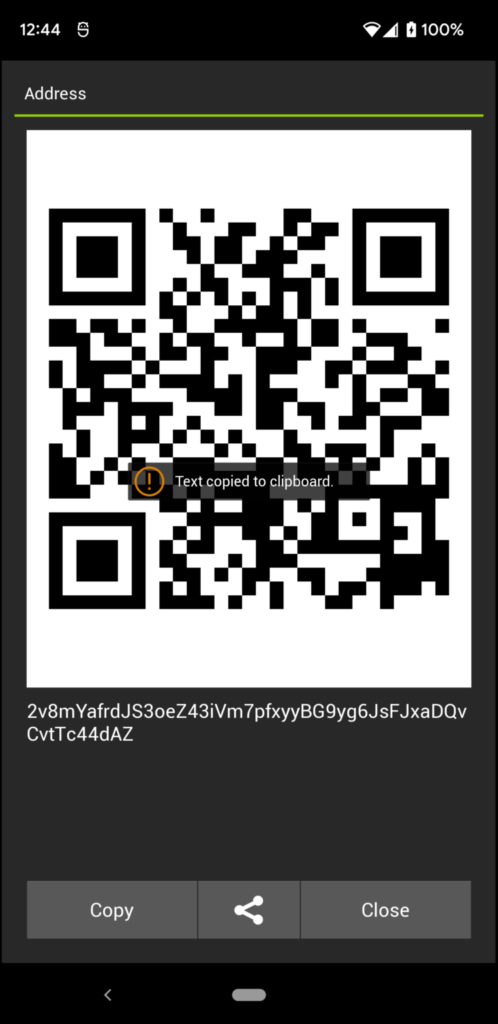 12:44
100%
Address
Text copied to clipboard.
2v8mYafrdJS3oeZ43iVm7pfxyyBG9yg6JsFJxaDQv
CvtTc44dAZ
Copy
Close